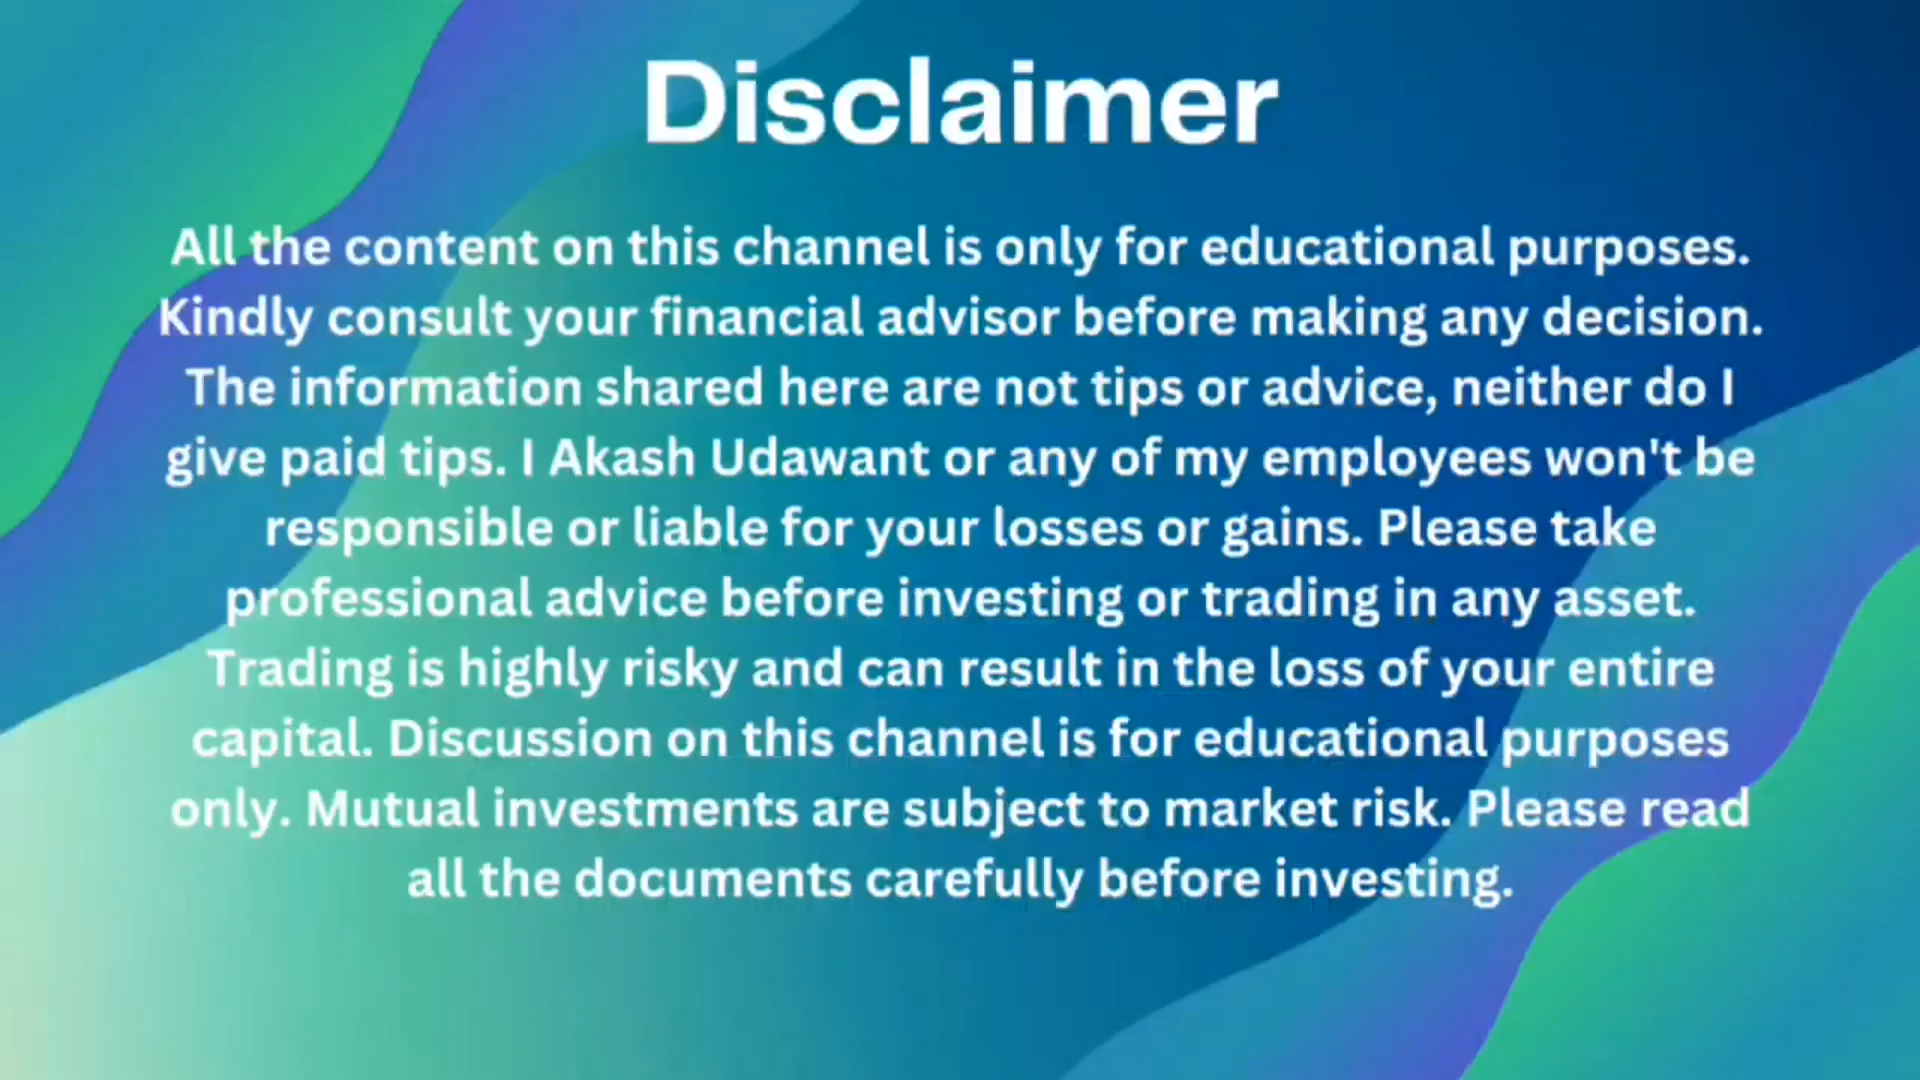 Disclaimer
All the content on this channel is only for educational purposes.
Kindly consult your financial advisor before making any decision.
The information shared here are not tips or advice, neither do I
give paid tips. I Akash Udawant or any of my employees won't be
responsible or liable for your losses or gains. Please take
professional advice before investing or trading in any asset.
Trading is highly risky and can result in the loss of your entire
capital. Discussion on this channel is for educational purposes
only. Mutual investments are subject to market risk. Please read
all the documents carefully before investing.